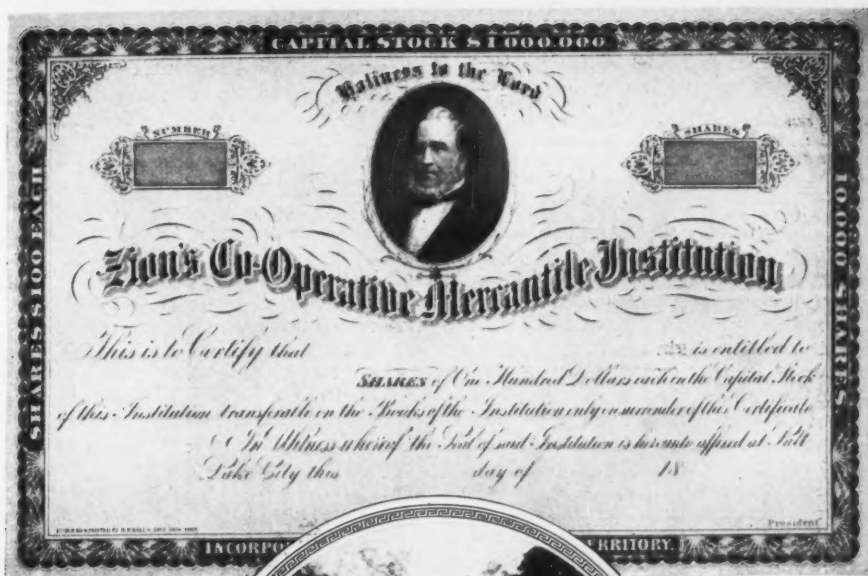 CAPITAL STOCK $1000.000
Holiness to the Lord
NUMBER
SHARES
SHARES $100 EACH
10.000 SHARES
Zion's Co-Operative Mercantile Institution
This is to Certify that is entitled to
SHARES of One Hundred Dollars each in the Capital Stock
of this Institution transferable on the Books of the Institution only on surrender of this Certificate
In Witness whereof the Seal of said Institution is hereunto affixed at Salt
Lake City this day of 18
President
INCORPO
ERRITORY.